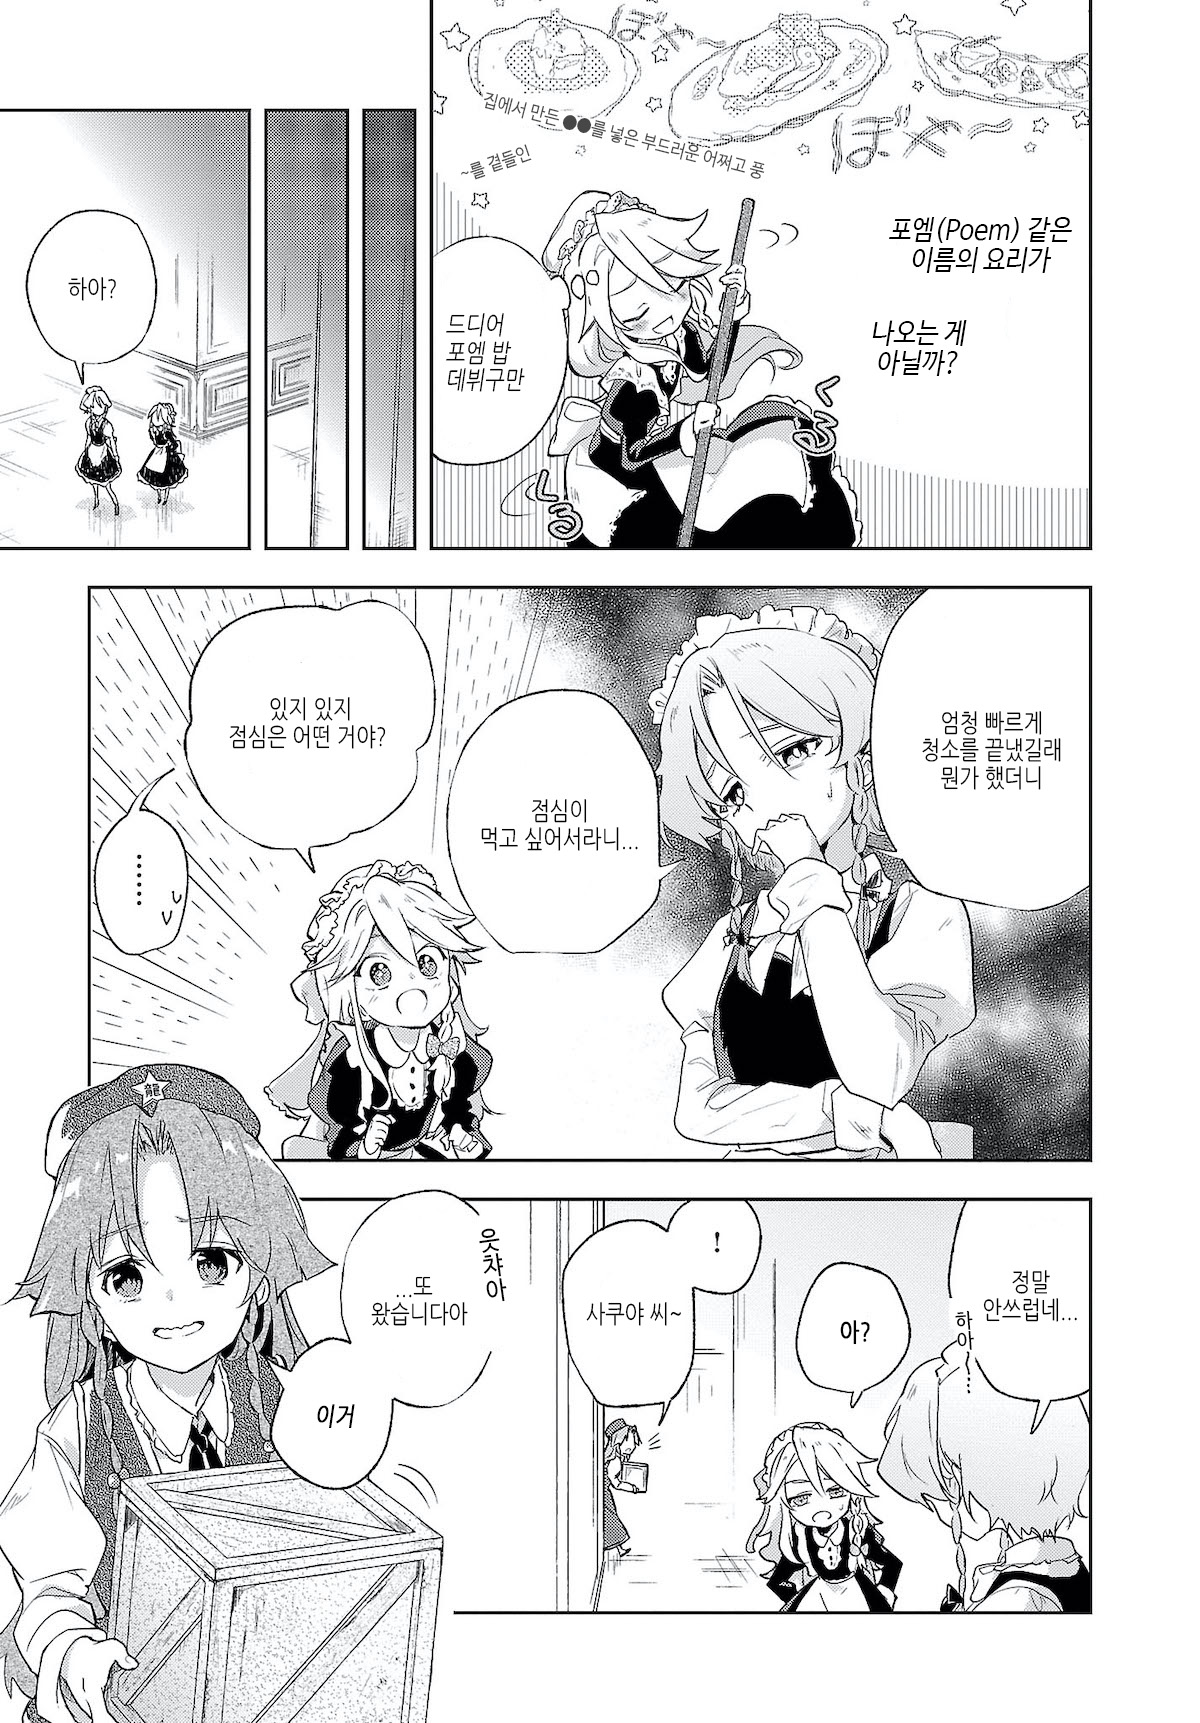 ぽや～
ぽや～
집에서 만든 ●●를 넣은 부드러운 어쩌고 풍
~를 곁들인
포엠(Poem) 같은
이름의 요리가
나오는 게
아닐까?
드디어
포엠 밥
데뷔구만
くる
くる
하아?
엄청 빠르게
청소를 끝냈길래
뭔가 했더니
점심이
먹고 싶어서라니...
있지 있지
점심은 어떤 거야?
……
정말
안쓰럽네...
하아…
아?
!
사쿠야 씨~
읏챠아
...또
왔습니다아
이거
龍